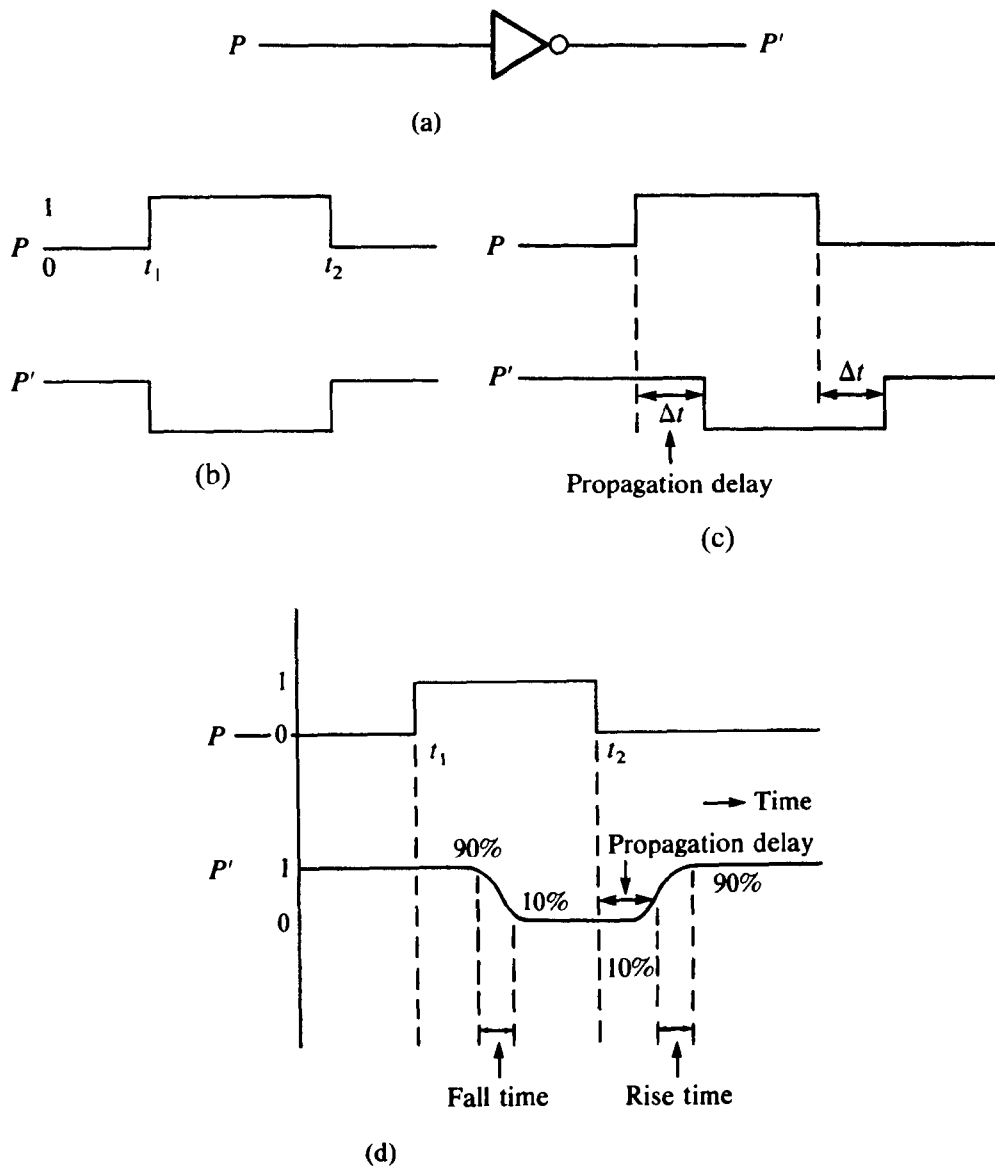 P P'
(a)
1
P
0 t₁ t₂
P'
(b)
P
P' Δt
Δt
Propagation delay
(c)
1
P 0
t₁ t₂
Time
Propagation delay
90%
P' 1
90%
10%
0
10%
Fall time Rise time
(d)